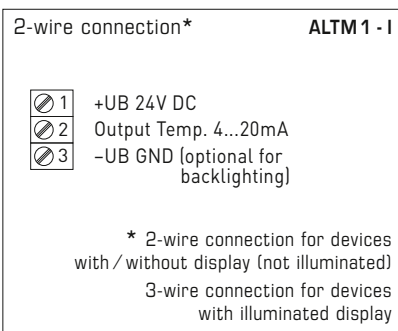 2-wire connection* ALTM 1 - I
1 +UB 24V DC
2 Output Temp. 4...20mA
3 –UB GND (optional for
backlighting)
* 2-wire connection for devices
with / without display (not illuminated)
3-wire connection for devices
with illuminated display